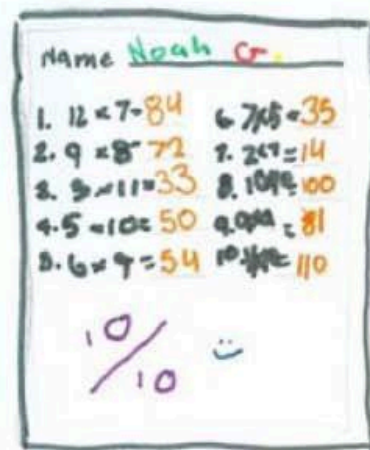 Name Noah G.
1. 12 × 7 = 84
2. 9 × 8 = 72
3. 3 × 11 = 33
4. 5 × 10 = 50
5. 6 × 9 = 54
6. 7×5 = 35
7. 2×7 = 14
8. = 100
9. = 81
10. = 110
10/10